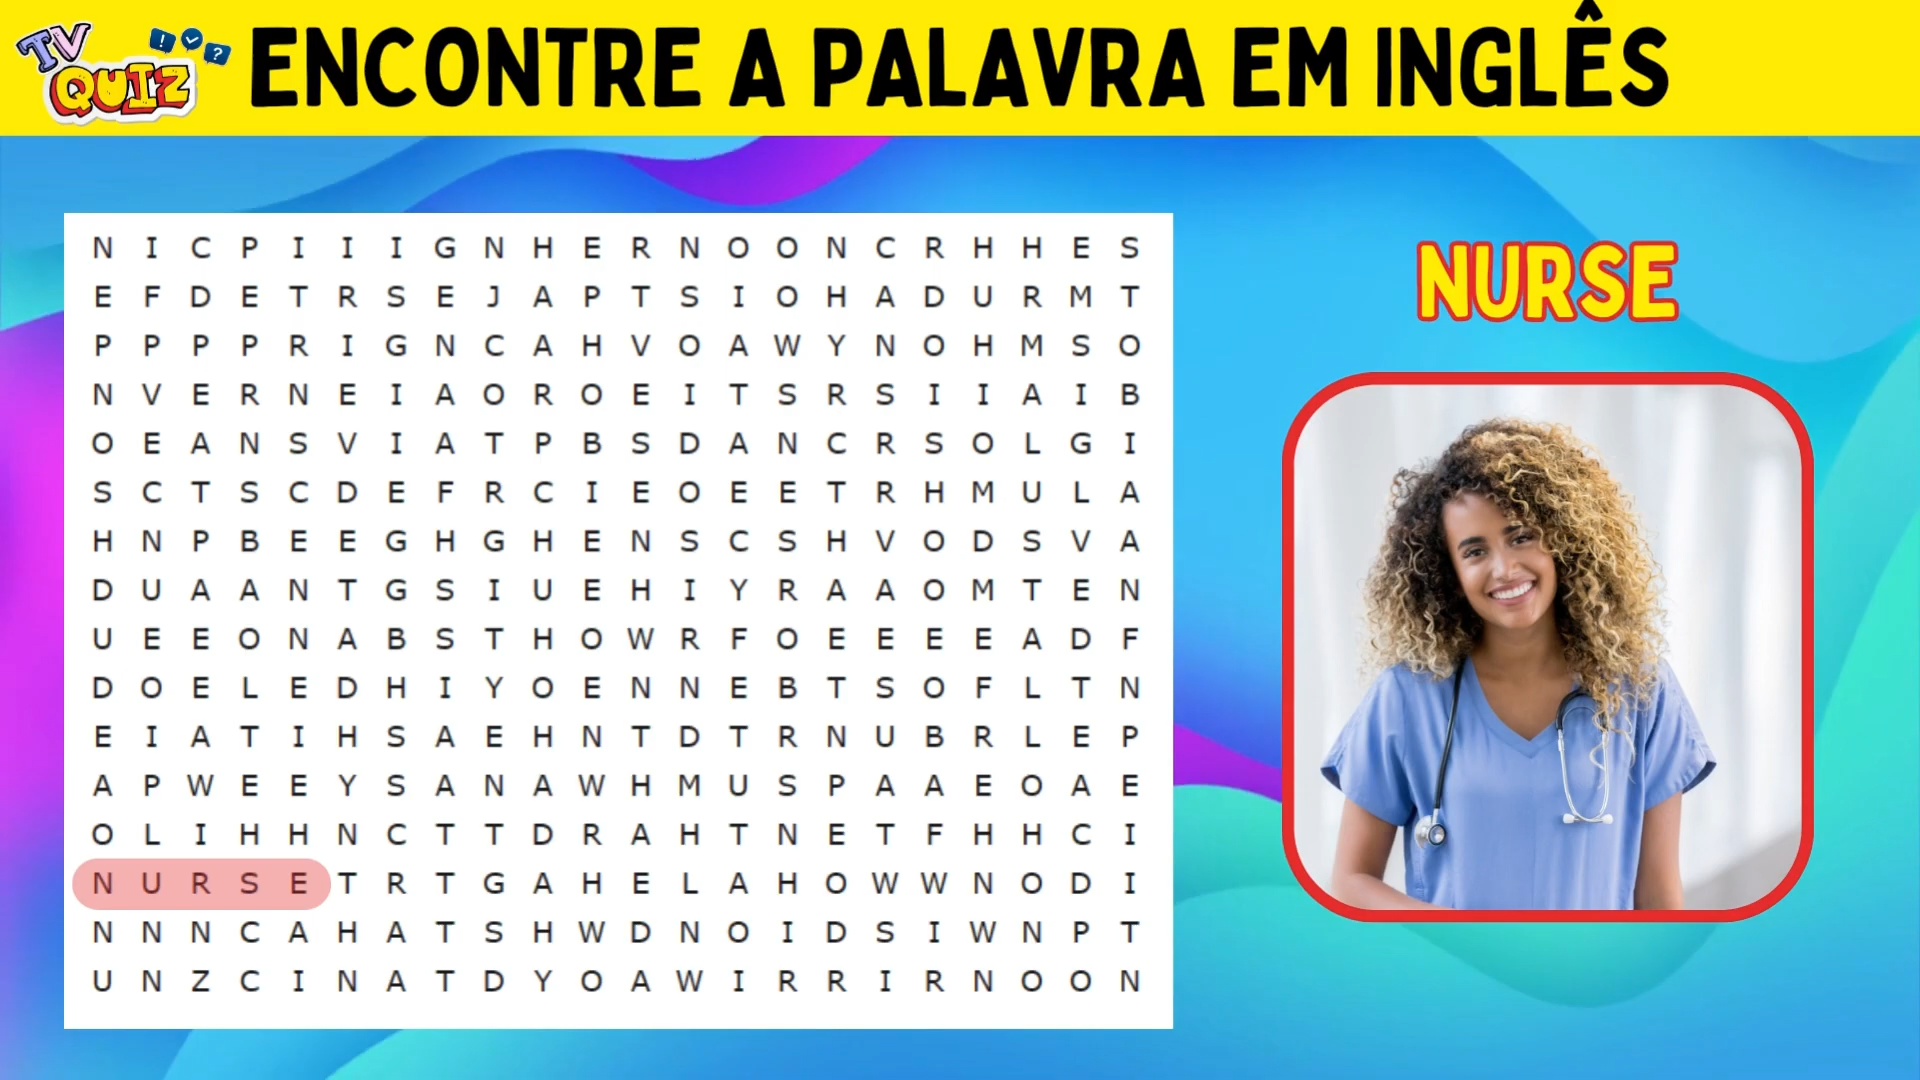 TV QUIZ ! ?
ENCONTRE A PALAVRA EM INGLÊS
N I C P I I I G N H E R N O O N C R H H E S
E F D E T R S E J A P T S I O H A D U R M T
P P P P R I G N C A H V O A W Y N O H M S O
N V E R N E I A O R O E I T S R S I I A I B
O E A N S V I A T P B S D A N C R S O L G I
S C T S C D E F R C I E O E E T R H M U L A
H N P B E E G H G H E N S C S H V O D S V A
D U A A N T G S I U E H I Y R A A O M T E N
U E E O N A B S T H O W R F O E E E E A D F
D O E L E D H I Y O E N N E B T S O F L T N
E I A T I H S A E H N T D T R N U B R L E P
A P W E E Y S A N A W H M U S P A A E O A E
O L I H H N C T T D R A H T N E T F H H C I
N U R S E T R T G A H E L A H O W W N O D I
N N N C A H A T S H W D N O I D S I W N P T
U N Z C I N A T D Y O A W I R R I R N O O N
NURSE